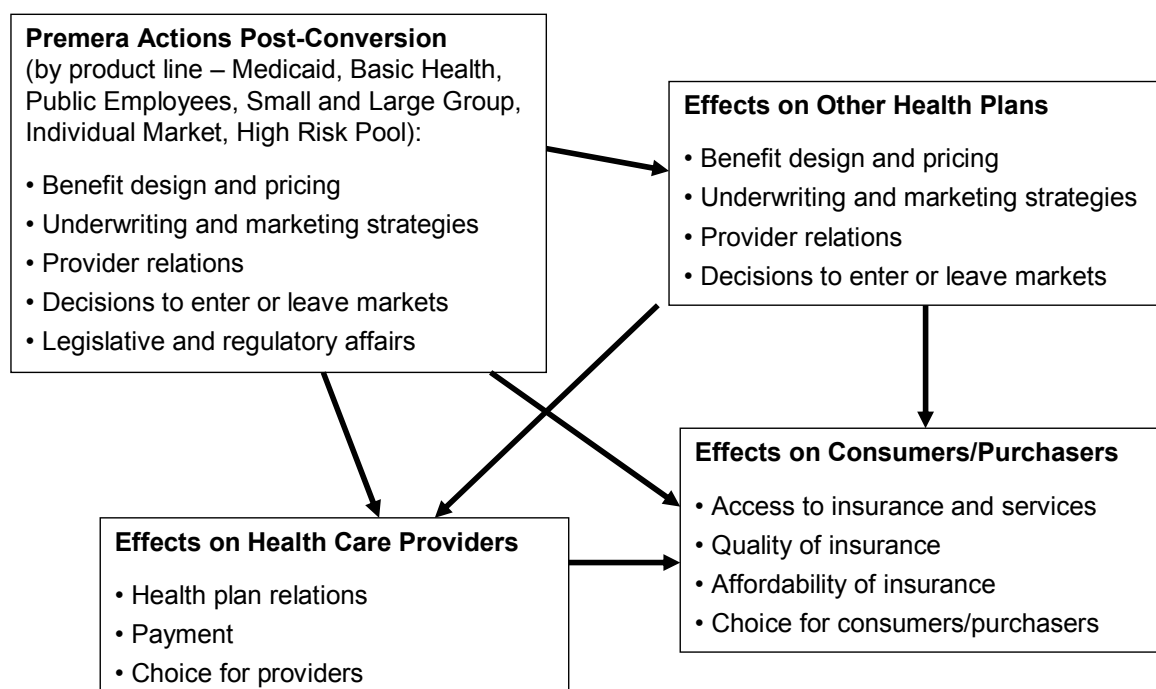 Premera Actions Post-Conversion
(by product line – Medicaid, Basic Health,
Public Employees, Small and Large Group,
Individual Market, High Risk Pool):
• Benefit design and pricing
• Underwriting and marketing strategies
• Provider relations
• Decisions to enter or leave markets
• Legislative and regulatory affairs
Effects on Other Health Plans
• Benefit design and pricing
• Underwriting and marketing strategies
• Provider relations
• Decisions to enter or leave markets
Effects on Health Care Providers
• Health plan relations
• Payment
• Choice for providers
Effects on Consumers/Purchasers
• Access to insurance and services
• Quality of insurance
• Affordability of insurance
• Choice for consumers/purchasers